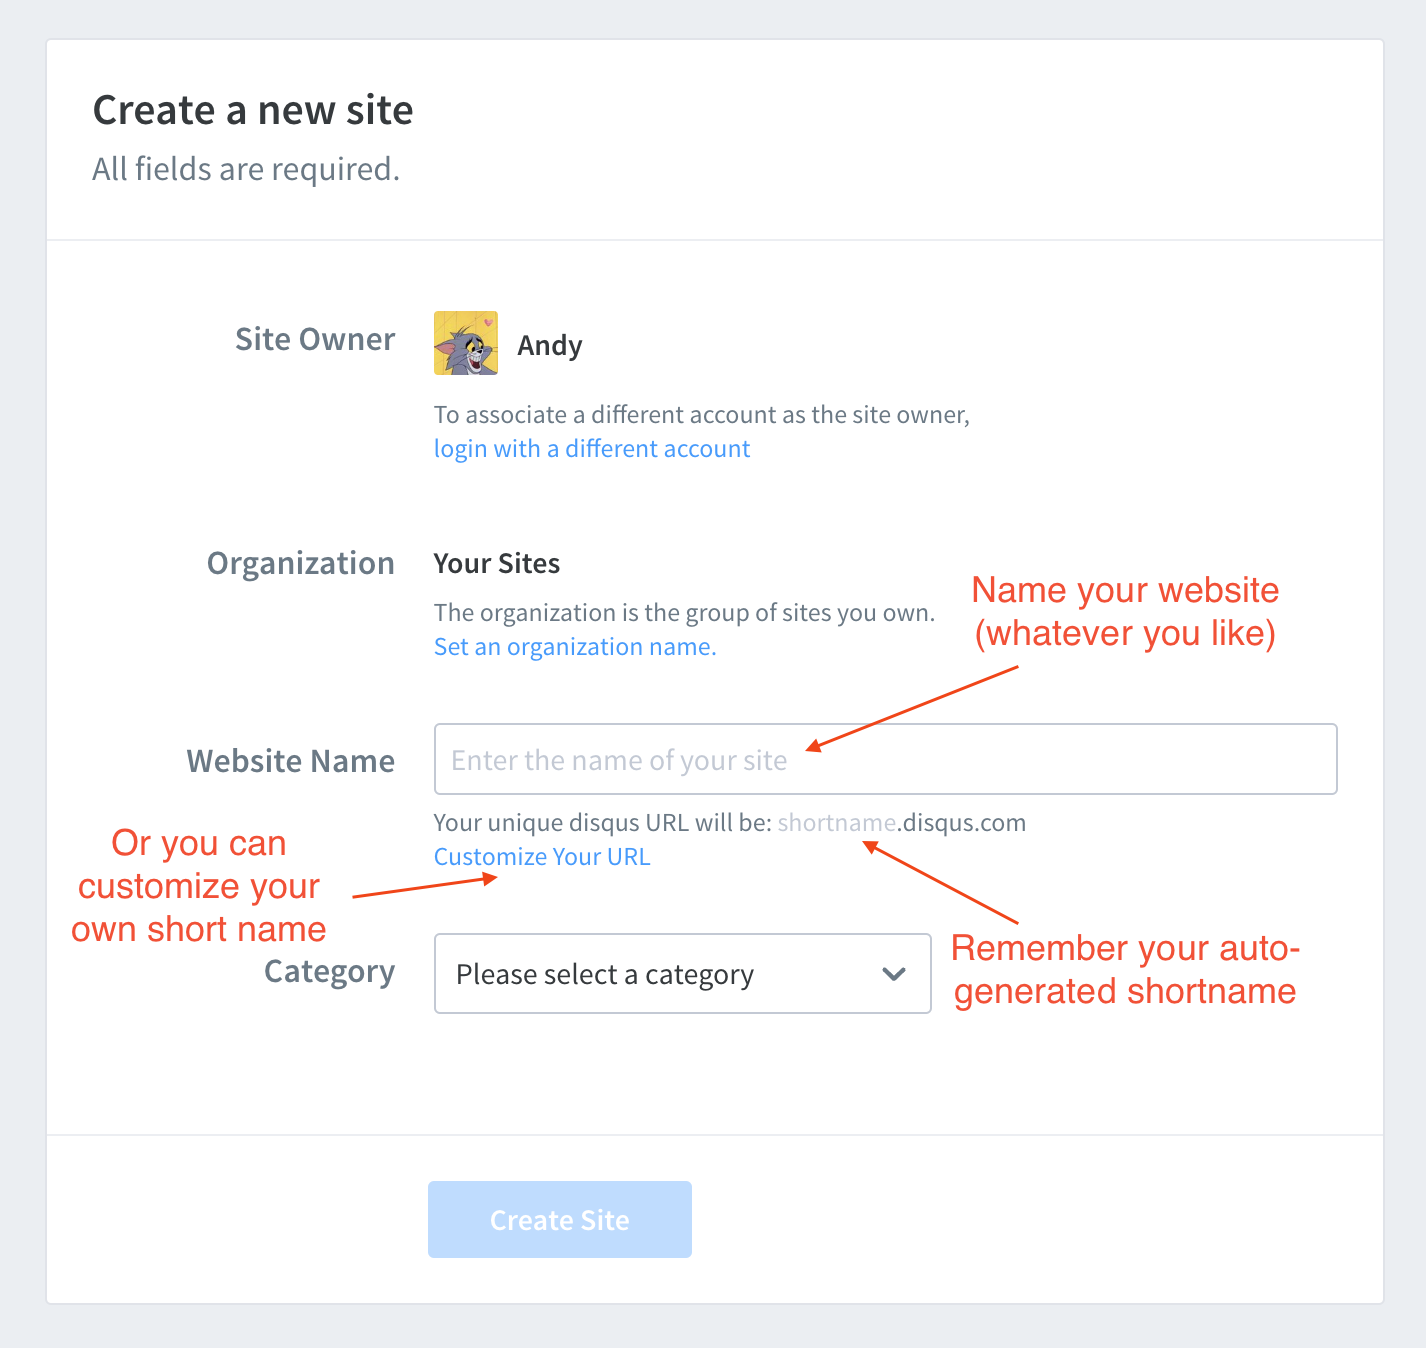 Create a new site
All fields are required.
Site Owner
Andy
To associate a different account as the site owner,
login with a different account
Organization
Your Sites
The organization is the group of sites you own.
Set an organization name.
Name your website
(whatever you like)
Website Name
Enter the name of your site
Your unique disqus URL will be: shortname.disqus.com
Customize Your URL
Or you can
customize your
own short name
Category
Please select a category
Remember your auto-
generated shortname
Create Site